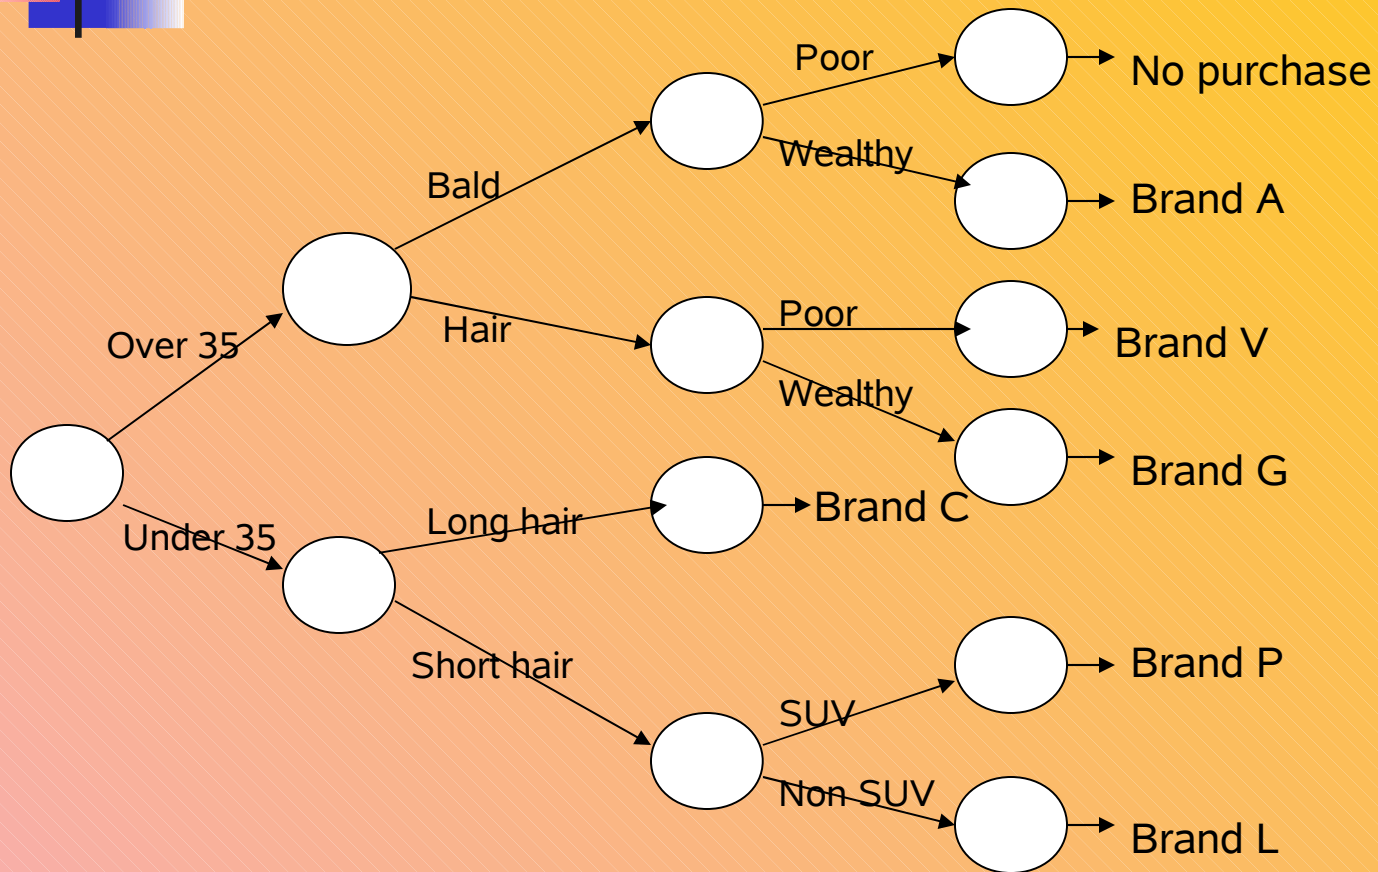 Poor
No purchase
Wealthy
Bald
Brand A
Poor
Hair
Over 35
Brand V
Wealthy
Brand G
Long hair
Brand C
Under 35
Short hair
Brand P
SUV
Non SUV
Brand L